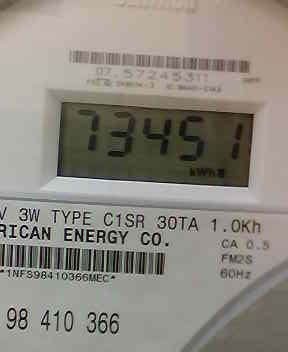 07.572453
73451
kWh
V 3W TYPE C1SR 30TA 1.0Kh
RICAN ENERGY CO.
CA 0.5
FM2S
*1NFS98410366MEC*
60Hz
98 410 366